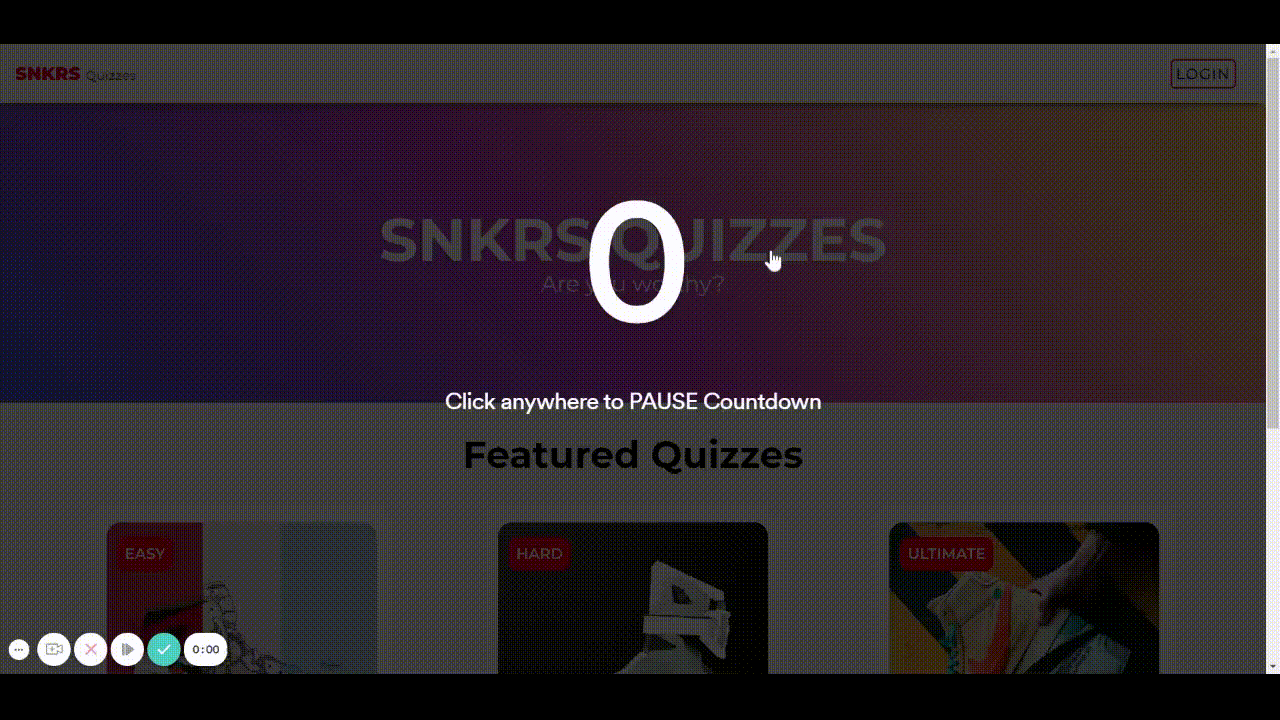 SNKRS Quizzes
LOGIN
SNKRS QUIZZES
Are you worthy?
0
Click anywhere to PAUSE Countdown
Featured Quizzes
EASY
HARD
ULTIMATE
0:00